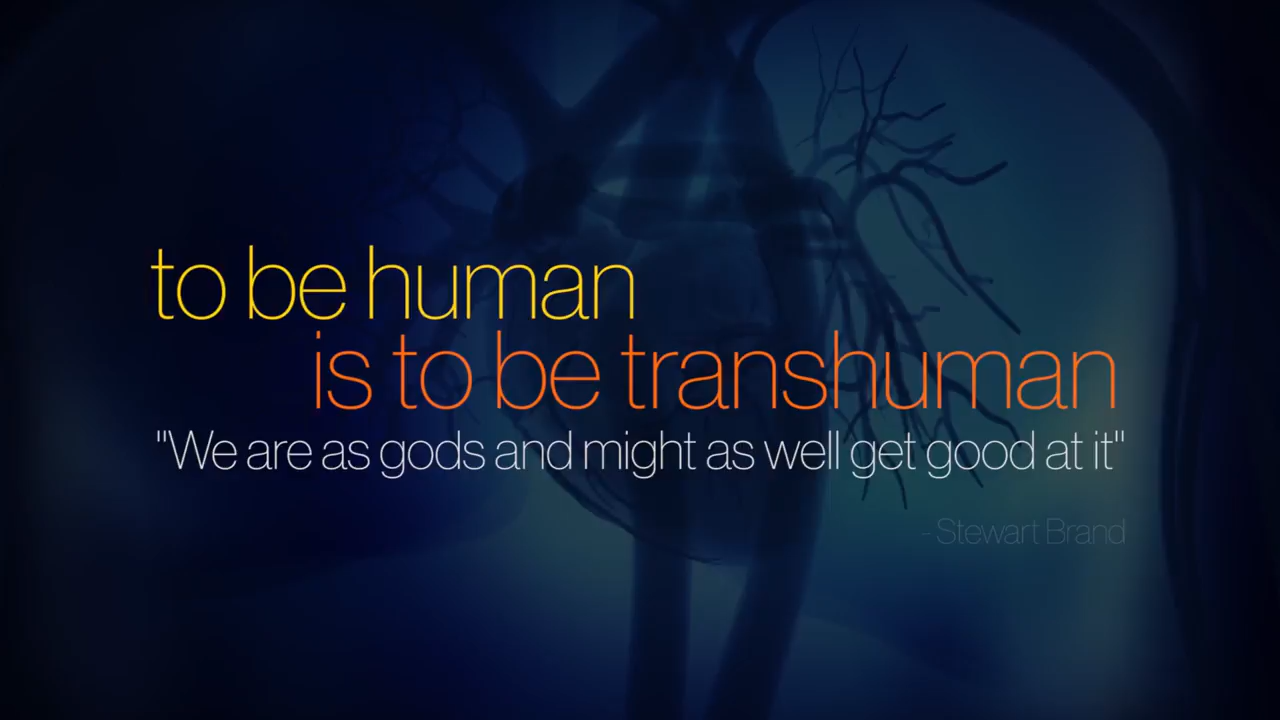 to be human
is to be transhuman
"We are as gods and might as well get good at it"
- Stewart Brand